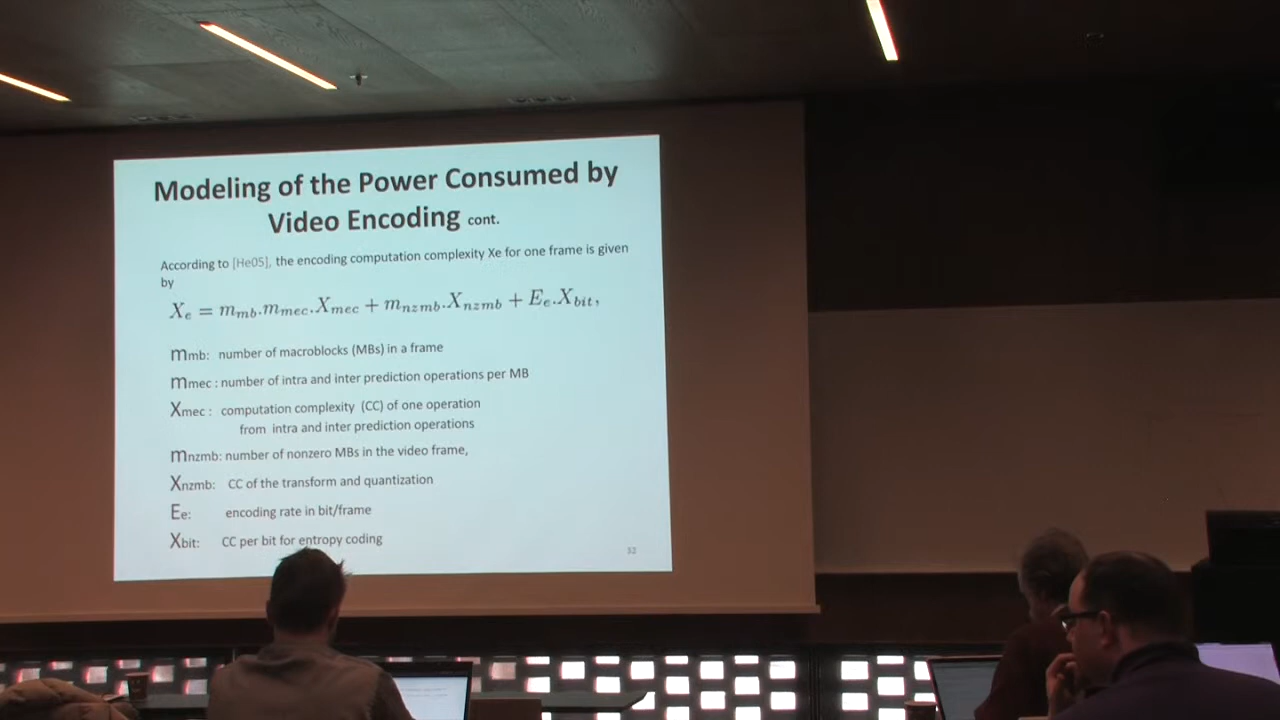 Modeling of the Power Consumed by
Video Encoding cont.
According to [He05], the encoding computation complexity Xe for one frame is given
by
X_e = m_mb.m_mec.X_mec + m_nzmb.X_nzmb + E_e.X_bit,
mmb: number of macroblocks (MBs) in a frame
mmec : number of intra and inter prediction operations per MB
Xmec : computation complexity (CC) of one operation
from intra and inter prediction operations
mnzmb: number of nonzero MBs in the video frame,
Xnzmb: CC of the transform and quantization
Ee: encoding rate in bit/frame
Xbit: CC per bit for entropy coding
32